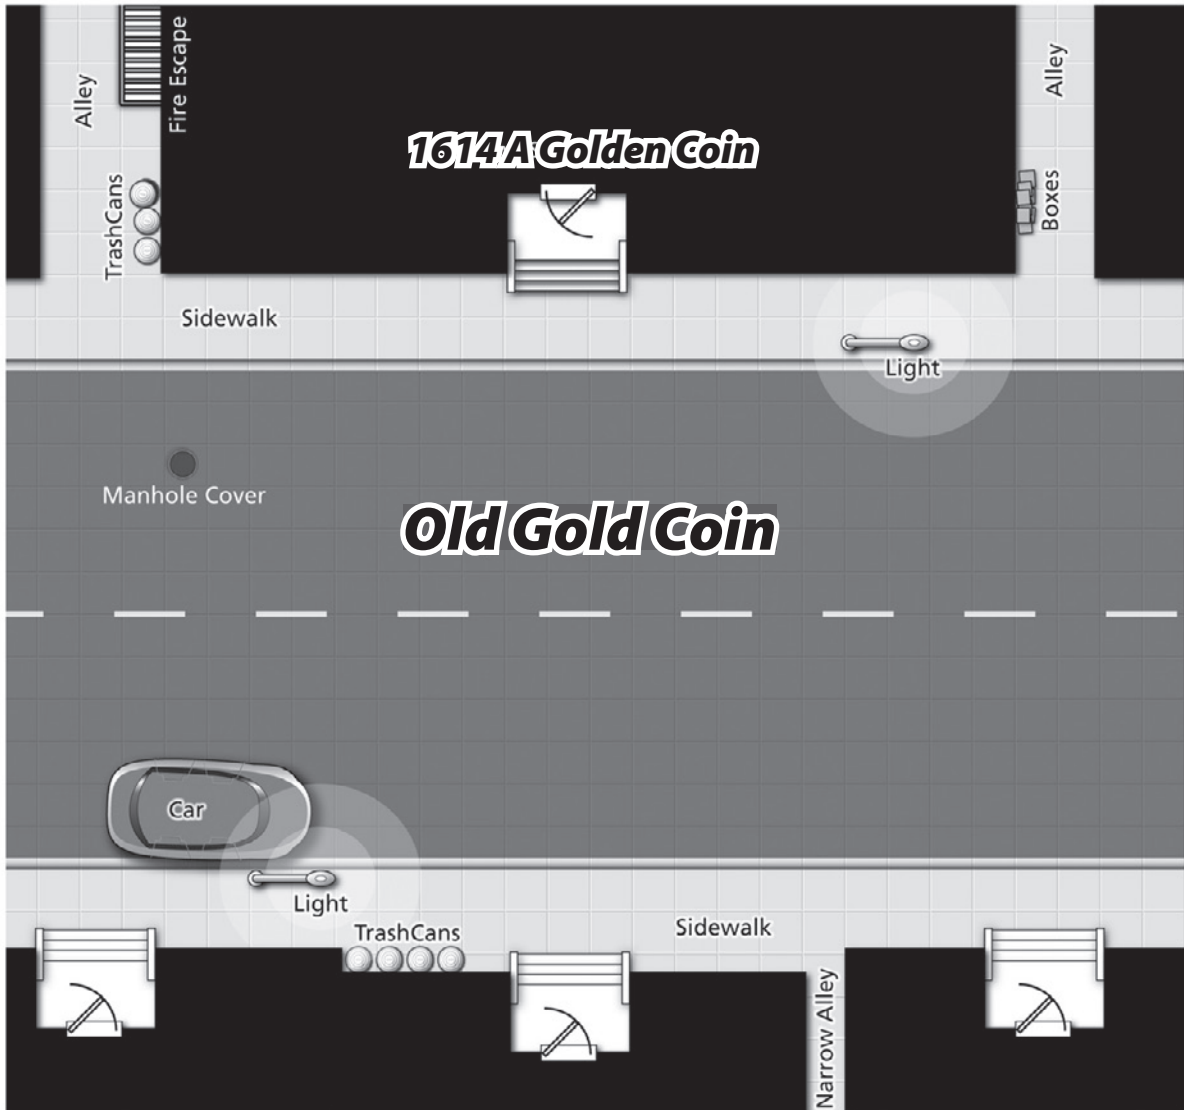 Alley
Fire Escape
Alley
1614 A Golden Coin
TrashCans
Boxes
Sidewalk
Light
Manhole Cover
Old Gold Coin
Car
Light
TrashCans
Sidewalk
Narrow Alley